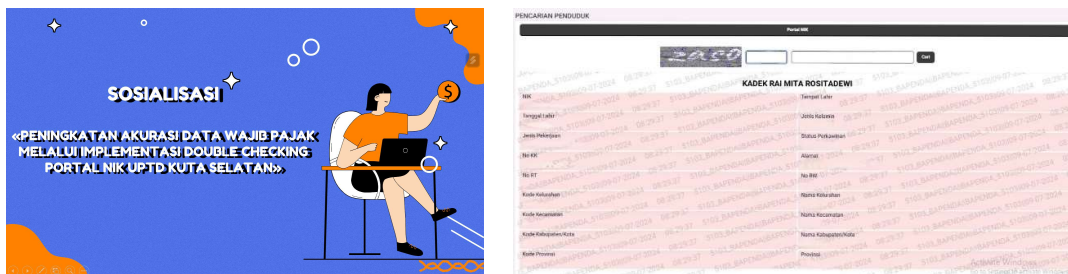 SOSIALISASI
«PENINGKATAN AKURASI DATA WAJIB PAJAK
MELALUI IMPLEMENTASI DOUBLE CHECKING
PORTAL NIK UPTD KUTA SELATAN»
$
PENCARIAN PENDUDUK
Portal NIK
Cari
KADEK RAI MITA ROSITADEWI
NIK
Tempat Lahir
Tanggal Lahir
Jenis Kelamin
Jenis Pekerjaan
Status Perkawinan
No KK
Alamat
No RT
No RW
Kode Kelurahan
Nama Kelurahan
Kode Kecamatan
Nama Kecamatan
Kode Kabupaten/Kota
Nama Kabupaten/Kota
Kode Provinsi
Provinsi
Activate Windows